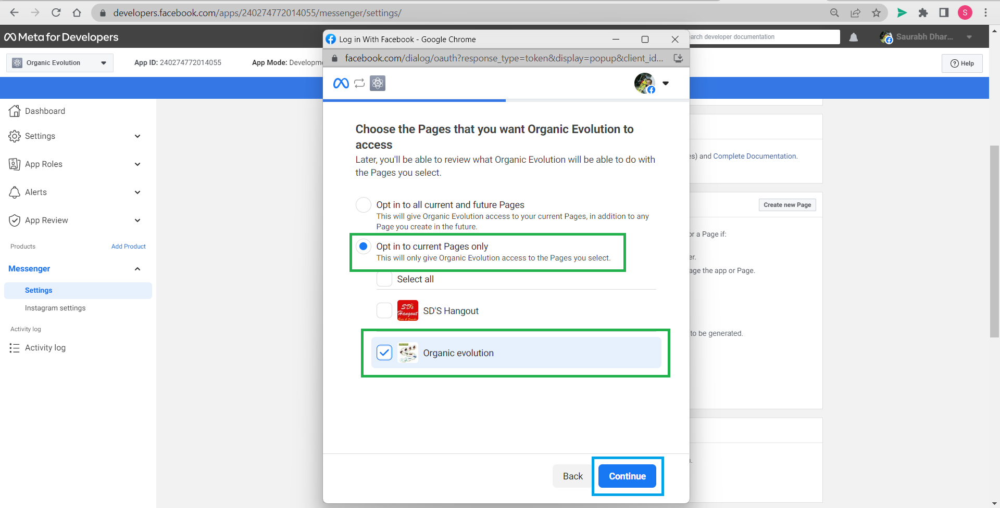 developers.facebook.com/apps/240274772014055/messenger/settings/
S
Meta for Developers
arch developer documentation
Saurabh Dhar...
Organic Evolution
App ID: 240274772014055
App Mode: Developme
Help
Dashboard
Settings
App Roles
Alerts
App Review
Products
Add Product
Messenger
Settings
Instagram settings
Activity log
Activity log
Log in With Facebook - Google Chrome
facebook.com/dialog/oauth?response_type=token&display=popup&client_id...
Choose the Pages that you want Organic Evolution to
access
Later, you'll be able to review what Organic Evolution will be able to do with
the Pages you select.
Opt in to all current and future Pages
This will give Organic Evolution access to your current Pages, in addition to any
Page you create in the future.
Opt in to current Pages only
This will only give Organic Evolution access to the Pages you select.
Select all
SD's
Hangout
SD'S Hangout
Organic evolution
Back
Continue
es) and Complete Documentation.
Create new Page
or a Page if:
er.
age the app or Page.
to be generated.